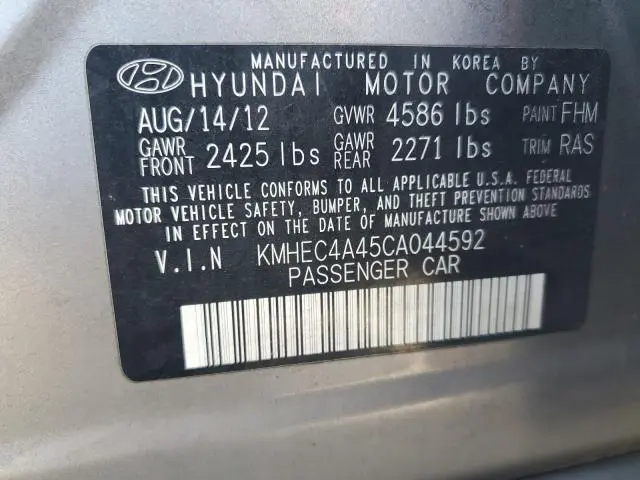 MANUFACTURED IN KOREA BY
HYUNDAI MOTOR COMPANY
AUG/14/12 GVWR 4586 lbs PAINT FHM
GAWR FRONT 2425 lbs GAWR REAR 2271 lbs TRIM RAS
THIS VEHICLE CONFORMS TO ALL APPLICABLE U.S.A. FEDERAL
MOTOR VEHICLE SAFETY, BUMPER, AND THEFT PREVENTION STANDARDS
IN EFFECT ON THE DATE OF MANUFACTURE SHOWN ABOVE.
V.I.N KMHEC4A45CA044592
PASSENGER CAR